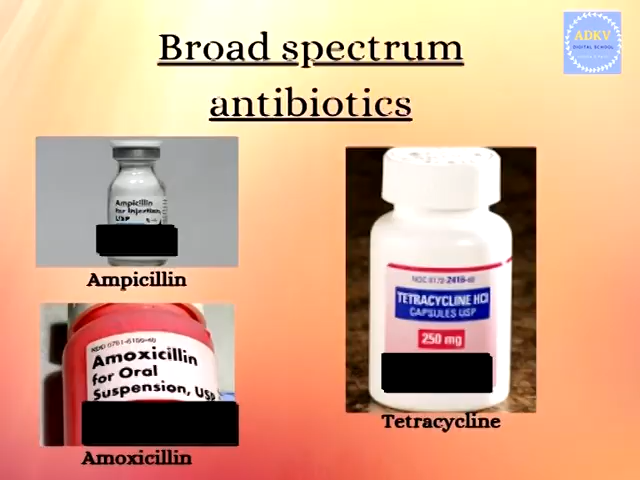 Broad spectrum
antibiotics
ADKV
DIGITAL SCHOOL
Ampicillin
for Injection,
USP
Ampicillin
Amoxicillin
for Oral
Suspension, USP
Amoxicillin
TETRACYCLINE HCl
CAPSULES USP
250 mg
Tetracycline